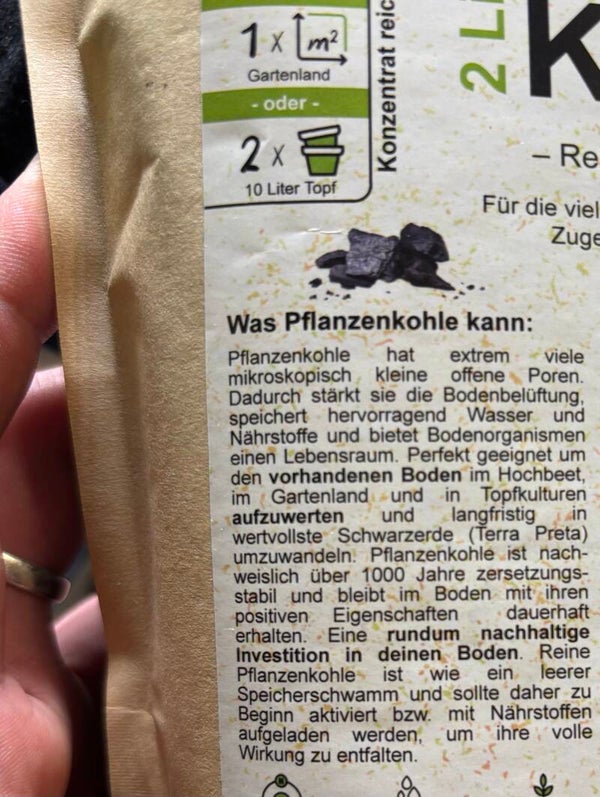 1 x m²
Gartenland
- oder -
2 x
10 Liter Topf
Konzentrat
2
K
– Re
Für die viel
Zuge
Was Pflanzenkohle kann:
Pflanzenkohle hat extrem viele
mikroskopisch kleine offene Poren.
Dadurch stärkt sie die Bodenbelüftung,
speichert hervorragend Wasser und
Nährstoffe und bietet Bodenorganismen
einen Lebensraum. Perfekt geeignet um
den vorhandenen Boden im Hochbeet,
im Gartenland und in Topfkulturen
aufzuwerten und langfristig in
wertvollste Schwarzerde (Terra Preta)
umzuwandeln. Pflanzenkohle ist nach-
weislich über 1000 Jahre zersetzungs-
stabil und bleibt im Boden mit ihren
positiven Eigenschaften dauerhaft
erhalten. Eine rundum nachhaltige
Investition in deinen Boden. Reine
Pflanzenkohle ist wie ein leerer
Speicherschwamm und sollte daher zu
Beginn aktiviert bzw. mit Nährstoffen
aufgeladen werden, um ihre volle
Wirkung zu entfalten.